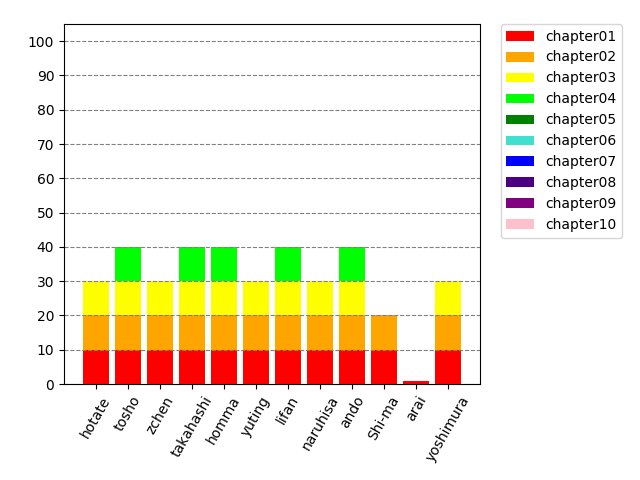 100
90
80
70
60
50
40
30
20
10
0
hotate
tosho
zchen
takahashi
homma
yuting
lifan
naruhisa
ando
Shi-ma
arai
yoshimura
chapter01
chapter02
chapter03
chapter04
chapter05
chapter06
chapter07
chapter08
chapter09
chapter10